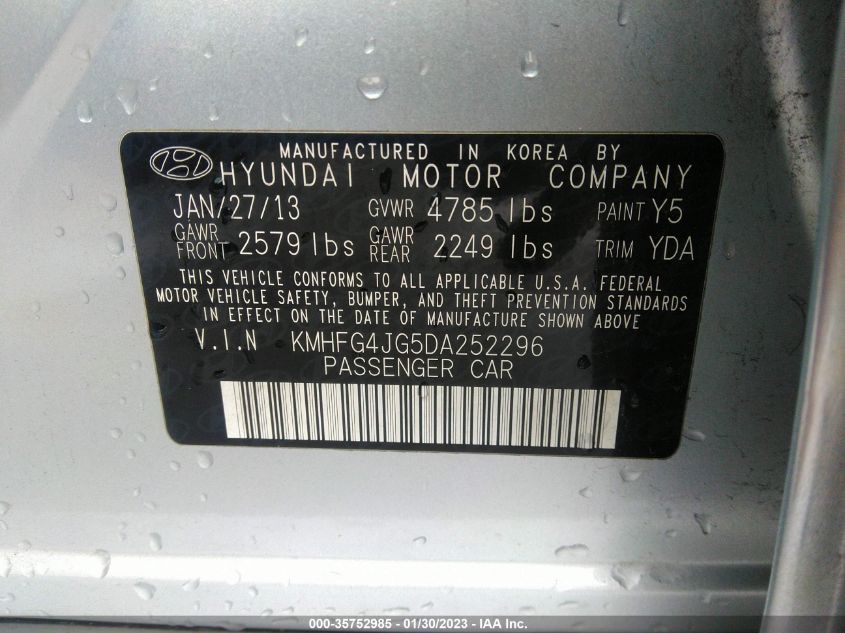 MANUFACTURED IN KOREA BY
HYUNDAI MOTOR COMPANY
JAN/27/13 GVWR 4785 lbs PAINT Y5
GAWR FRONT 2579 lbs GAWR REAR 2249 lbs TRIM YDA
THIS VEHICLE CONFORMS TO ALL APPLICABLE U.S.A. FEDERAL
MOTOR VEHICLE SAFETY, BUMPER, AND THEFT PREVENTION STANDARDS
IN EFFECT ON THE DATE OF MANUFACTURE SHOWN ABOVE
V.I.N KMHFG4JG5DA252296
PASSENGER CAR
000-35752985 - 01/30/2023 - IAA Inc.